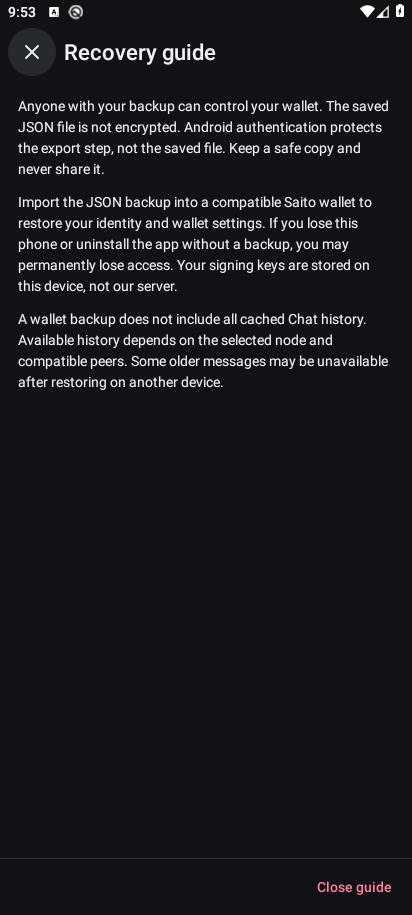 9:53
A
Recovery guide
Anyone with your backup can control your wallet. The saved
JSON file is not encrypted. Android authentication protects
the export step, not the saved file. Keep a safe copy and
never share it.
Import the JSON backup into a compatible Saito wallet to
restore your identity and wallet settings. If you lose this
phone or uninstall the app without a backup, you may
permanently lose access. Your signing keys are stored on
this device, not our server.
A wallet backup does not include all cached Chat history.
Available history depends on the selected node and
compatible peers. Some older messages may be unavailable
after restoring on another device.
Close guide